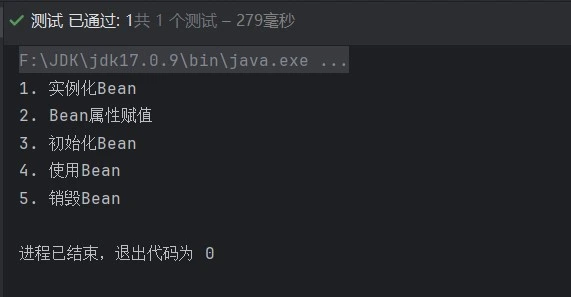 测试 已通过: 1共 1 个测试 – 279毫秒
F:\JDK\jdk17.0.9\bin\java.exe ...
1. 实例化Bean
2. Bean属性赋值
3. 初始化Bean
4. 使用Bean
5. 销毁Bean
进程已结束，退出代码为 0